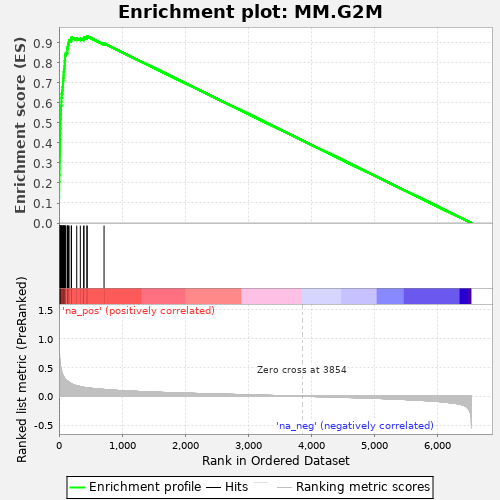 Enrichment plot: MM.G2M
Enrichment score (ES)
0.9
0.8
0.7
0.6
0.5
0.4
0.3
0.2
0.1
0.0
'na_pos' (positively correlated)
Ranked list metric (PreRanked)
1.5
1.0
0.5
0.0
-0.5
Zero cross at 3854
'na_neg' (negatively correlated)
0 1,000 2,000 3,000 4,000 5,000 6,000
Rank in Ordered Dataset
Enrichment profile Hits Ranking metric scores